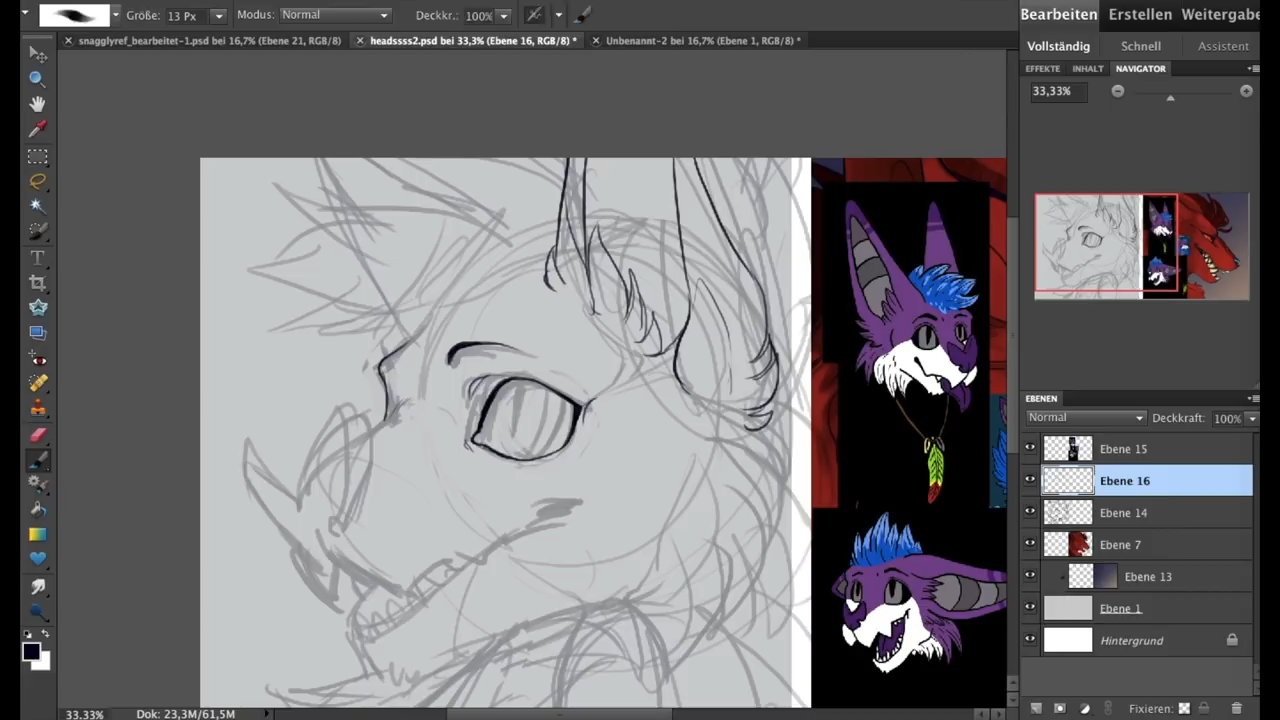 Größe: 13 Px Modus: Normal Deckkr.: 100%
Bearbeiten Erstellen Weitergabe
snagglyref_bearbeitet-1.psd bei 16,7% (Ebene 21, RGB/8) headssss2.psd bei 33,3% (Ebene 16, RGB/8) * Unbenannt-2 bei 16,7% (Ebene 1, RGB/8) *
Vollständig Schnell Assistent
EFFEKTE INHALT NAVIGATOR
33,33%
EBENEN
Normal Deckkraft: 100%
Ebene 15
Ebene 16
Ebene 14
Ebene 7
Ebene 13
Ebene 1
Hintergrund
Fixieren:
33,33% Dok: 23,3M/61,5M